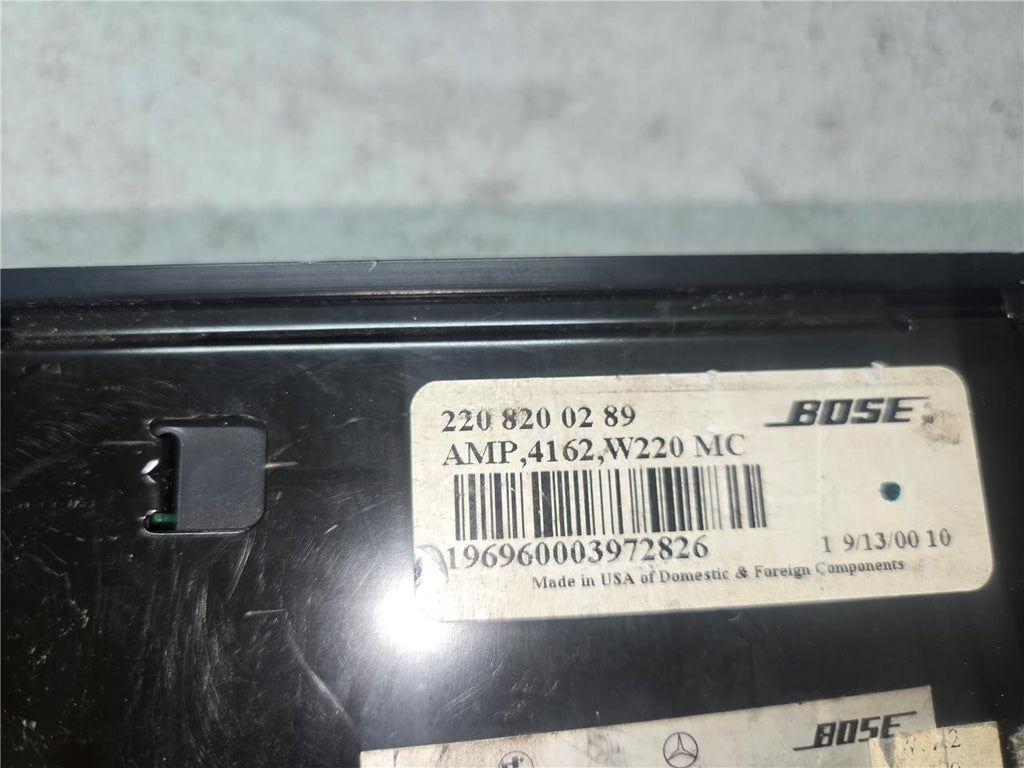 220 820 02 89
BOSE
AMP,4162,W220 MC
196960003972826
1 9/13/00 10
Made in USA of Domestic & Foreign Components
BOSE